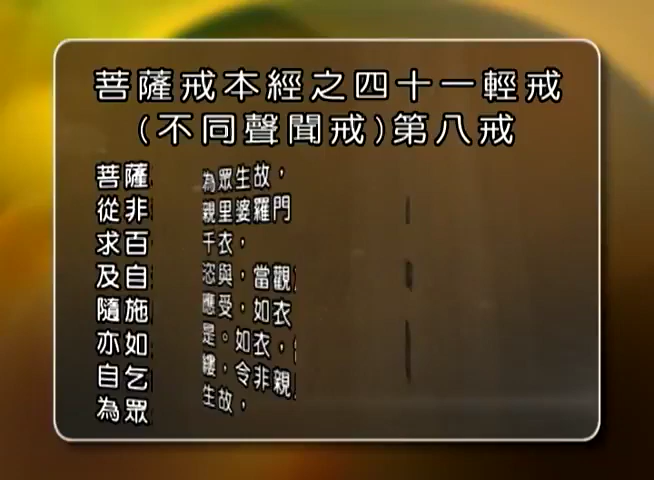 菩薩戒本經之四十一輕戒
(不同聲聞戒)第八戒
菩薩 為眾生故，
從非 親里婆羅門
求百 千衣，
及自 恣與，當觀
隨施 應受，如衣
亦如 是。如衣，
自乞 縷，令非親
為眾 生故，